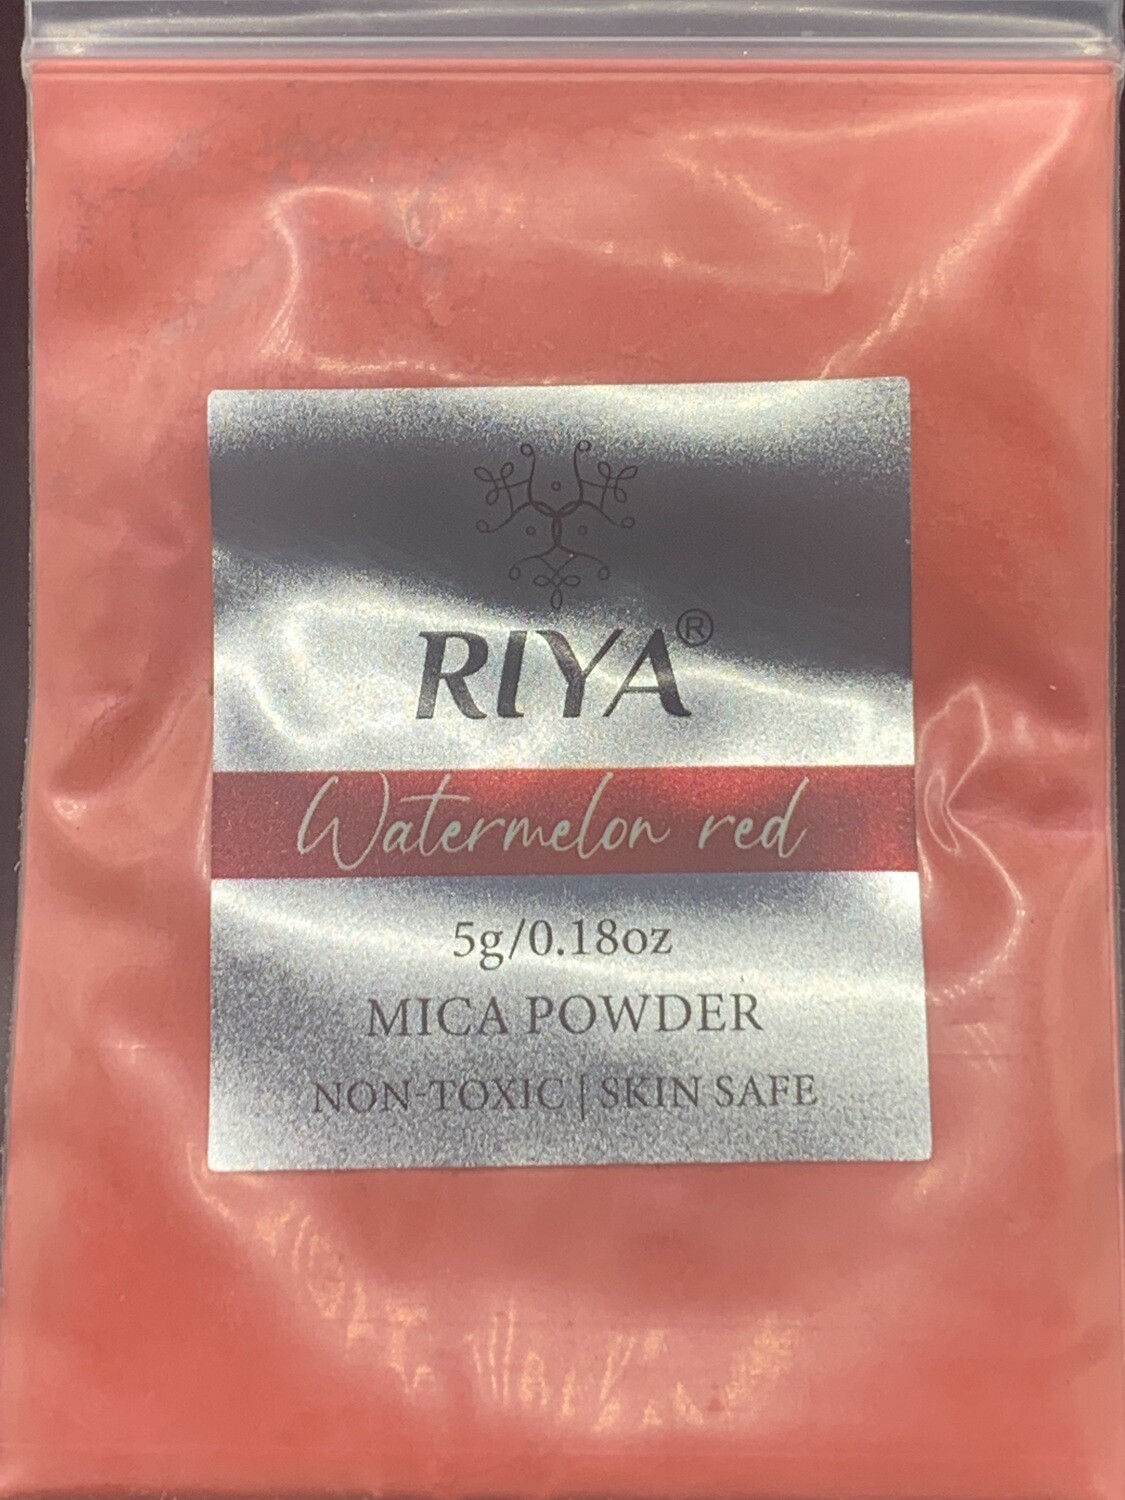 RIYA®
Watermelon red
5g/0.18oz
MICA POWDER
NON-TOXIC | SKIN SAFE